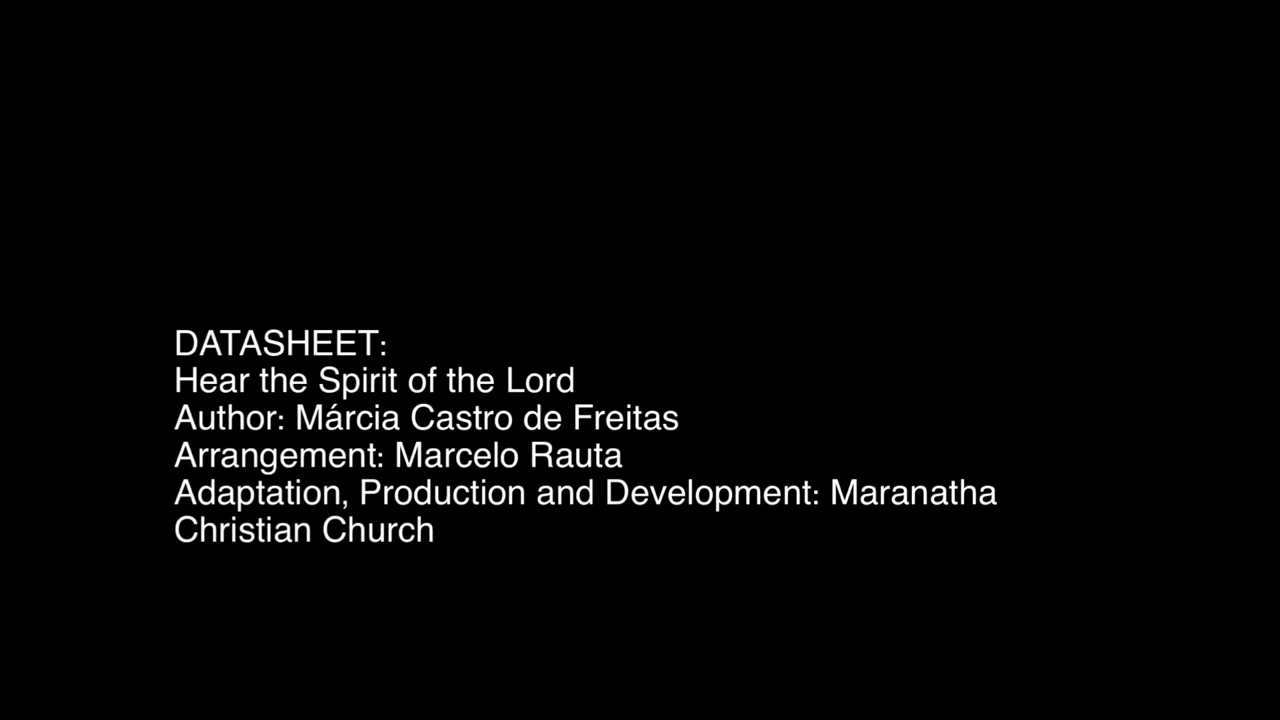 DATASHEET:
Hear the Spirit of the Lord
Author: Márcia Castro de Freitas
Arrangement: Marcelo Rauta
Adaptation, Production and Development: Maranatha
Christian Church